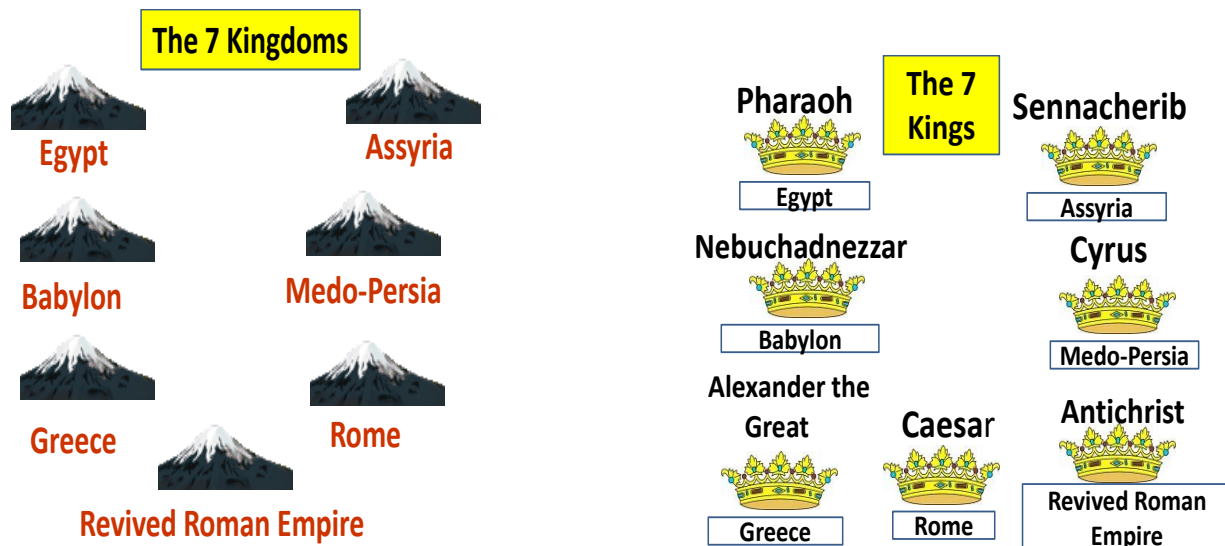 The 7 Kingdoms
Egypt
Assyria
Babylon
Medo-Persia
Greece
Rome
Revived Roman Empire
The 7
Kings
Pharaoh
Egypt
Sennacherib
Assyria
Nebuchadnezzar
Babylon
Cyrus
Medo-Persia
Alexander the
Great
Greece
Caesar
Rome
Antichrist
Revived Roman
Empire